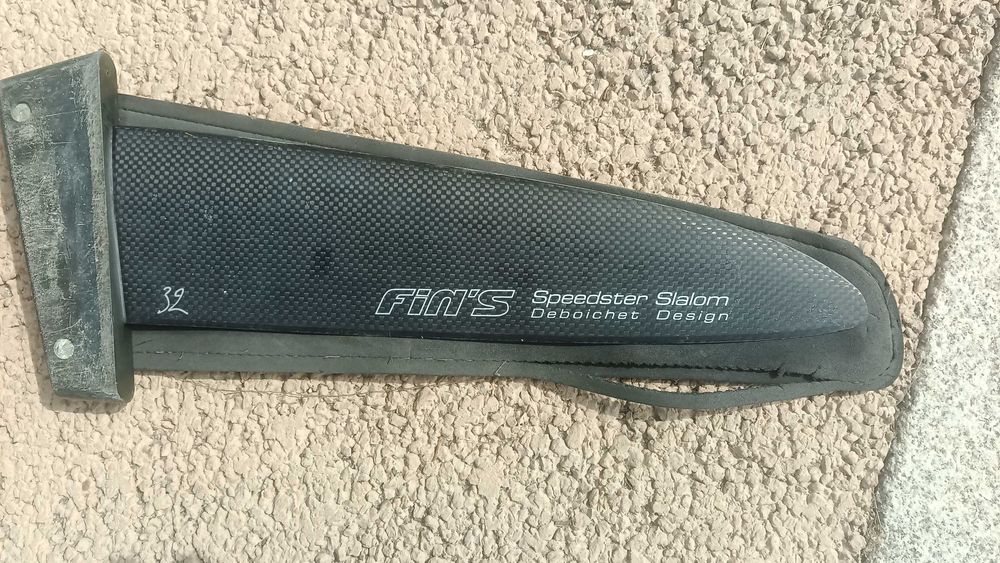 32
FiN'S Speedster Slalom
Deboichet Design